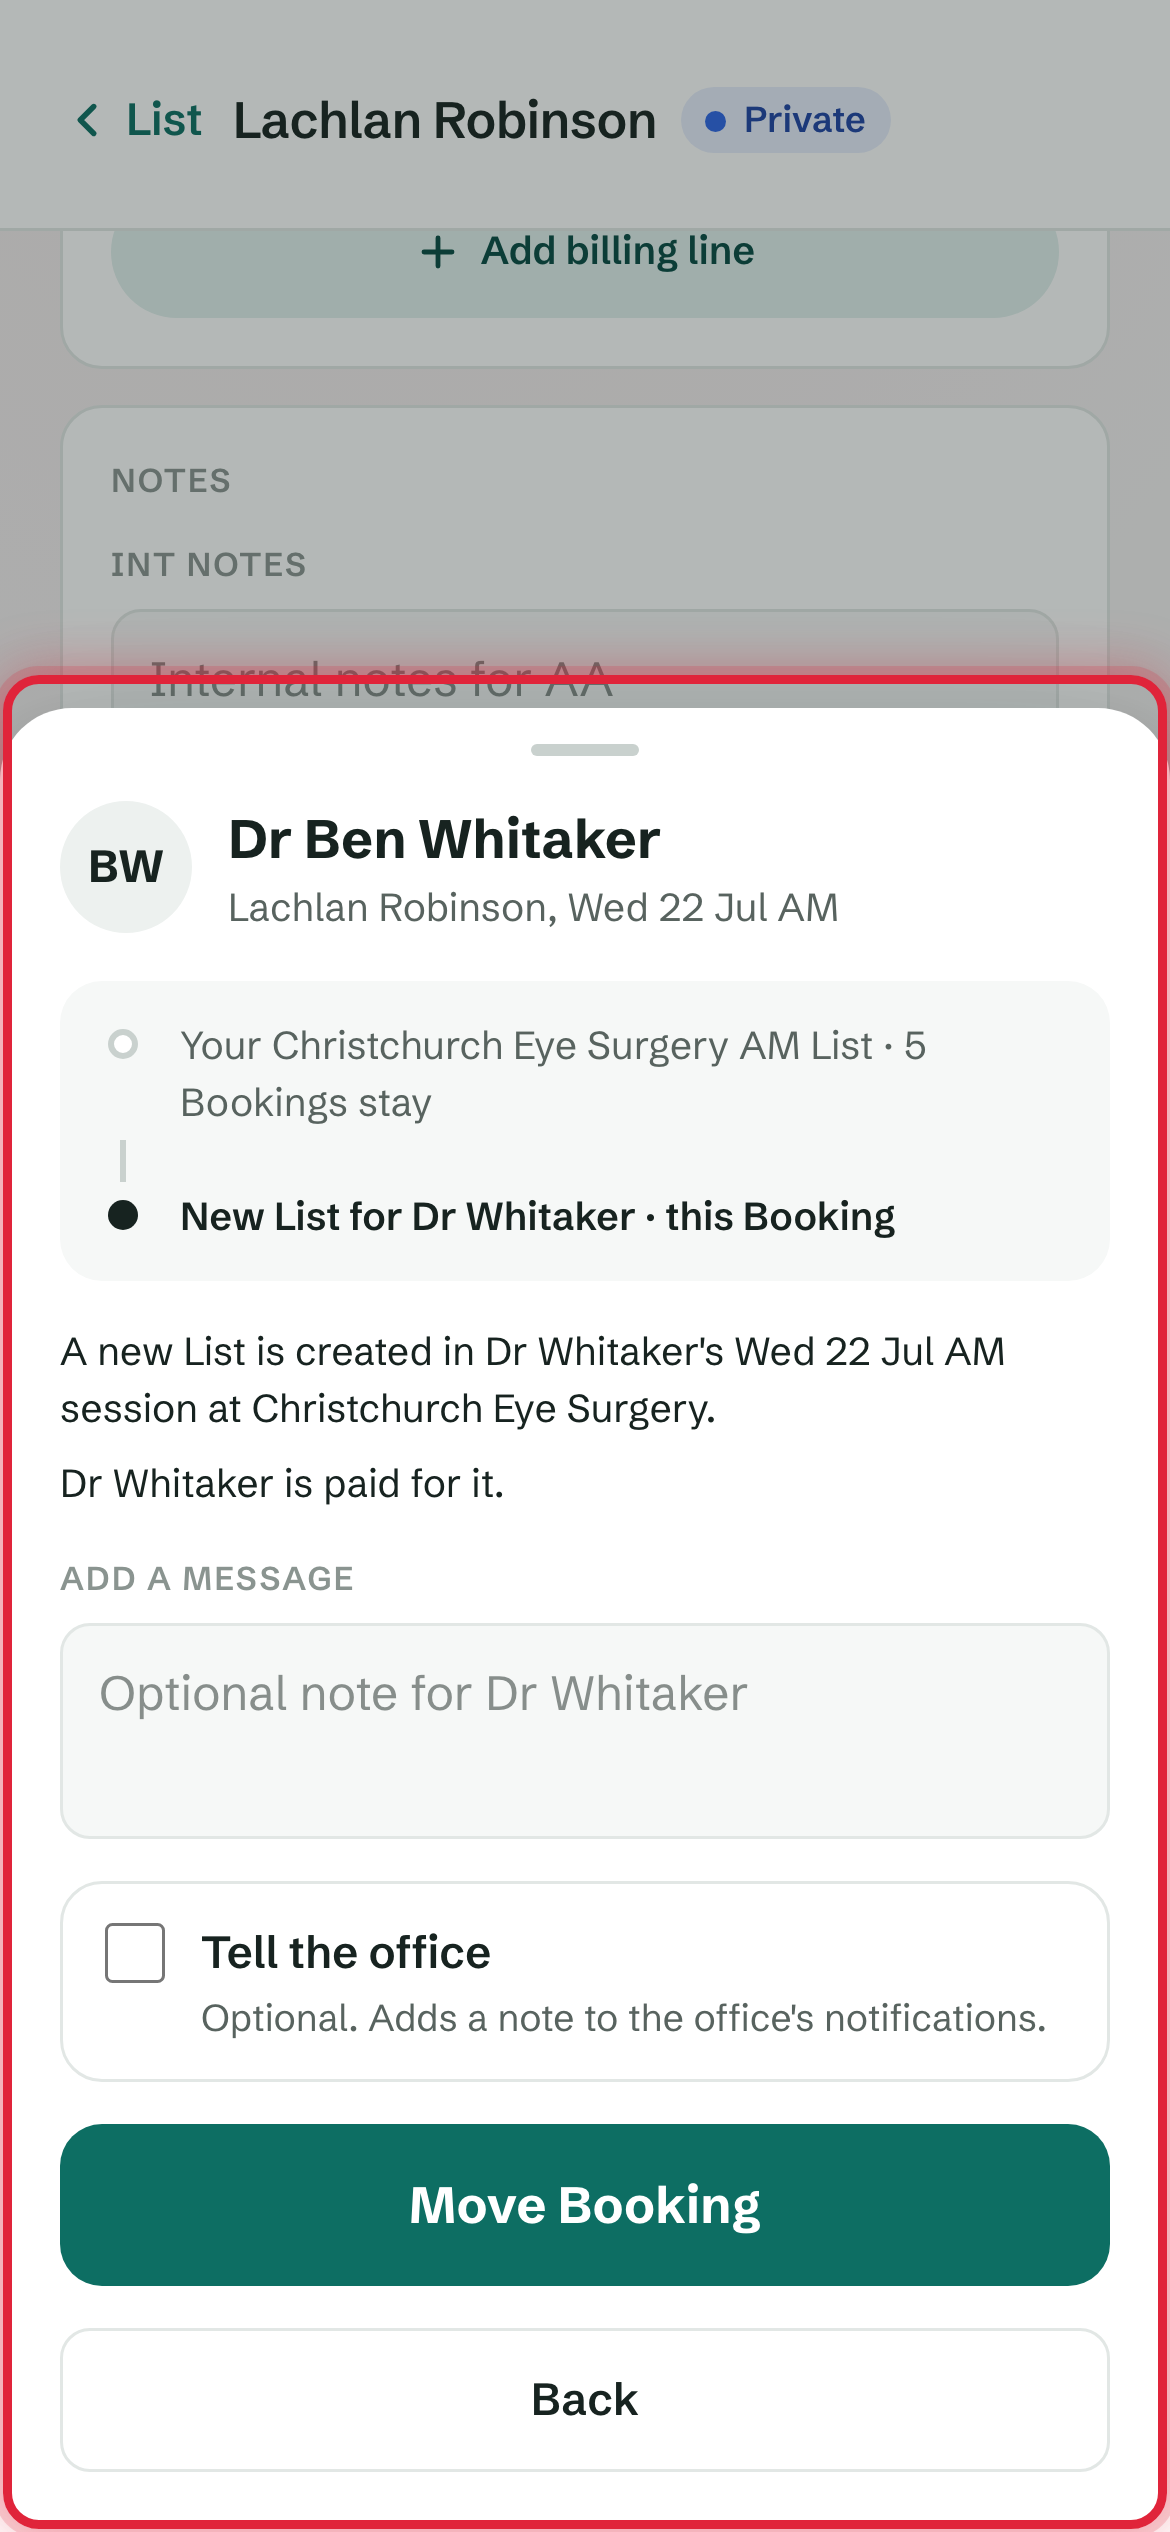 List Lachlan Robinson Private
+ Add billing line
NOTES
INT NOTES
Internal notes for AA
BW
Dr Ben Whitaker
Lachlan Robinson, Wed 22 Jul AM
Your Christchurch Eye Surgery AM List · 5
Bookings stay
New List for Dr Whitaker · this Booking
A new List is created in Dr Whitaker's Wed 22 Jul AM
session at Christchurch Eye Surgery.
Dr Whitaker is paid for it.
ADD A MESSAGE
Optional note for Dr Whitaker
Tell the office
Optional. Adds a note to the office's notifications.
Move Booking
Back